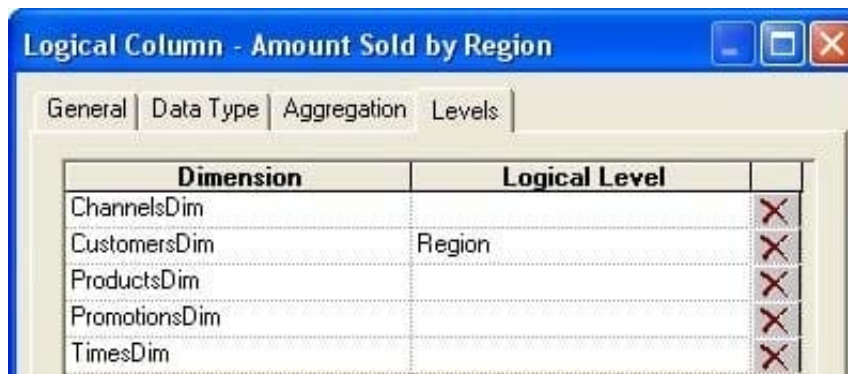 Logical Column - Amount Sold by Region
General Data Type Aggregation Levels
Dimension Logical Level
ChannelsDim
CustomersDim Region
ProductsDim
PromotionsDim
TimesDim